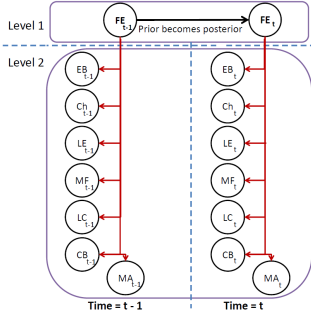 Level 1
FE
t-1
FE
t
Prior becomes posterior
Level 2
EB
t-1
EB
t
Ch
t-1
Ch
t
LE
t-1
LE
t
MF
t-1
MF
t
LC
t-1
LC
t
CB
t-1
CB
t
MA
t-1
MA
t
Time = t - 1
Time = t